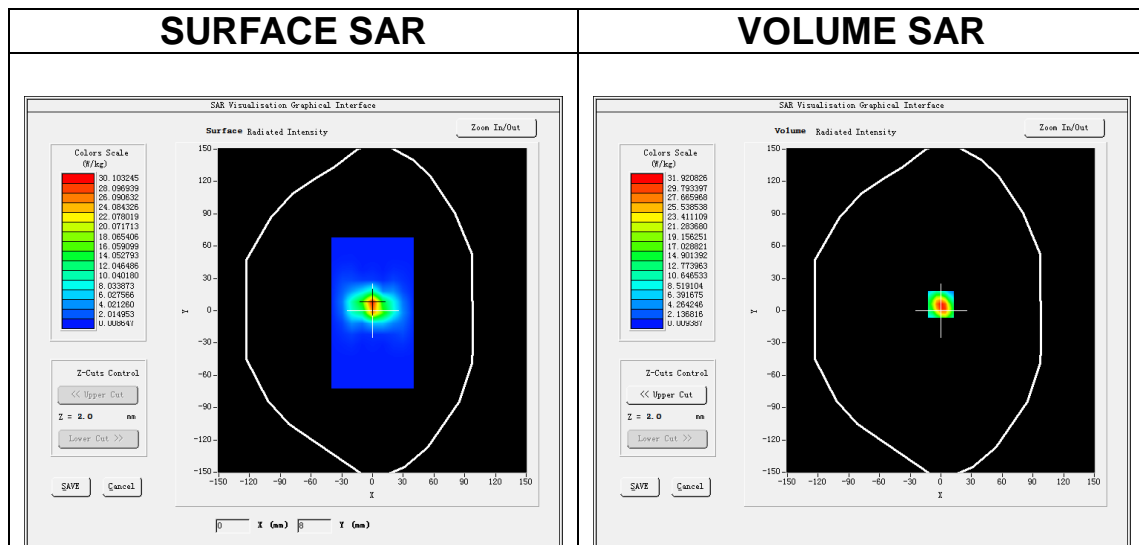 SURFACE SAR
VOLUME SAR
SAR Visualisation Graphical Interface
Surface Radiated Intensity
Zoom In/Out
Colors Scale
(W/kg)
30.103245
28.096939
26.090632
24.084326
22.078019
20.071713
18.065406
16.059099
14.052793
12.046486
10.040180
8.033873
6.027566
4.021260
2.014953
0.008647
Z-Cuts Control
<< Upper Cut
Z = 2.0 mm
Lower Cut >>
SAVE Cancel
150
120
90
60
30
0
-30
-60
-90
-120
-150
Y
-150 -120 -90 -60 -30 0 30 60 90 120 150
X
0 X (mm) 8 Y (mm)
SAR Visualisation Graphical Interface
Volume Radiated Intensity
Zoom In/Out
Colors Scale
(W/kg)
31.920826
29.793397
27.665968
25.538538
23.411109
21.283680
19.156251
17.028821
14.901392
12.773963
10.646533
8.519104
6.391675
4.264246
2.136816
0.009387
Z-Cuts Control
<< Upper Cut
Z = 2.0 mm
Lower Cut >>
SAVE Cancel
150
120
90
60
30
0
-30
-60
-90
-120
-150
Y
-150 -120 -90 -60 -30 0 30 60 90 120 150
X